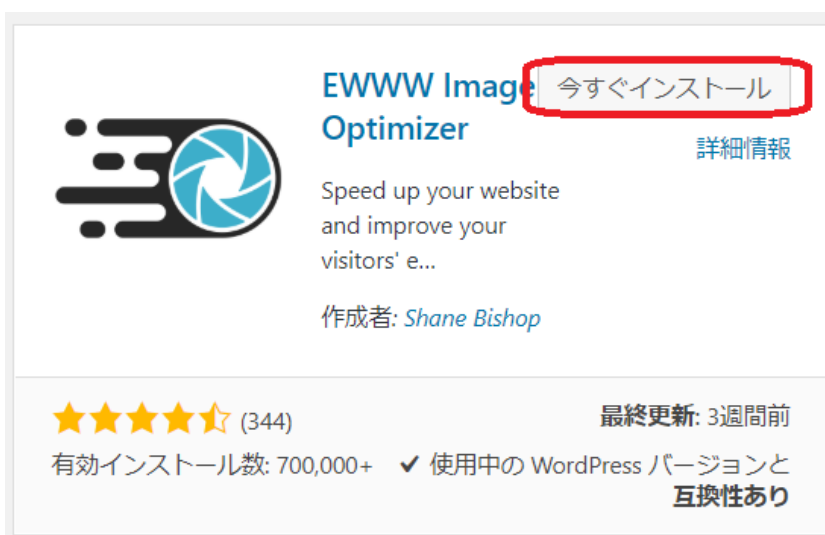 EWWW Image
今すぐインストール
Optimizer
詳細情報
Speed up your website
and improve your
visitors' e...
作成者: Shane Bishop
(344)
最終更新: 3週間前
有効インストール数: 700,000+
✔ 使用中の WordPress バージョンと
互換性あり